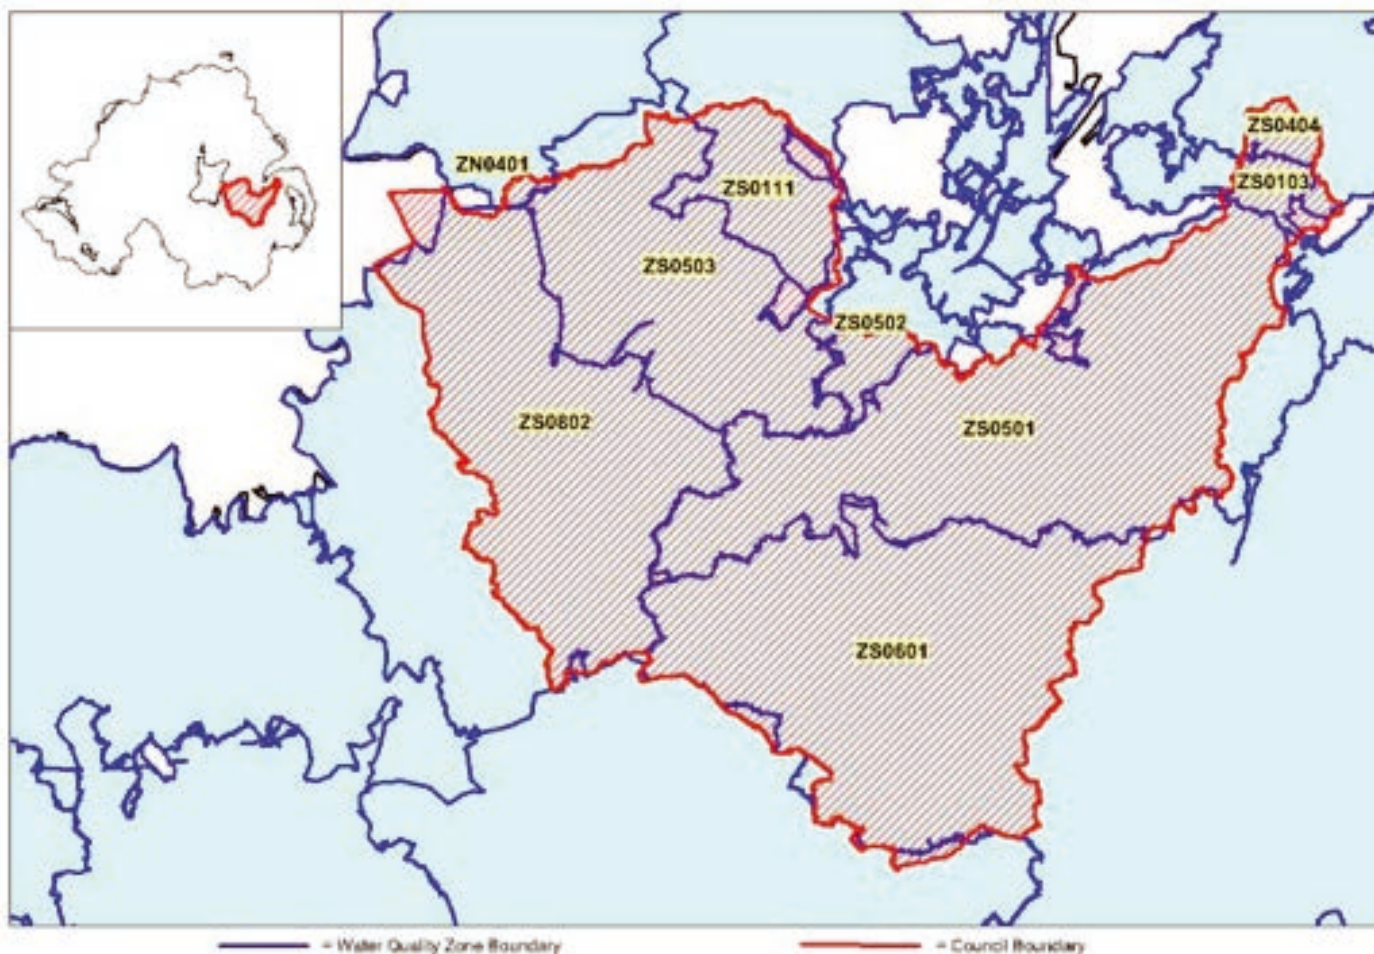 ZS0404
ZN0401
ZS0103
ZS0111
ZS0503
ZS0502
ZS0802
ZS0501
ZS0601
= Water Quality Zone Boundary
= Council Boundary